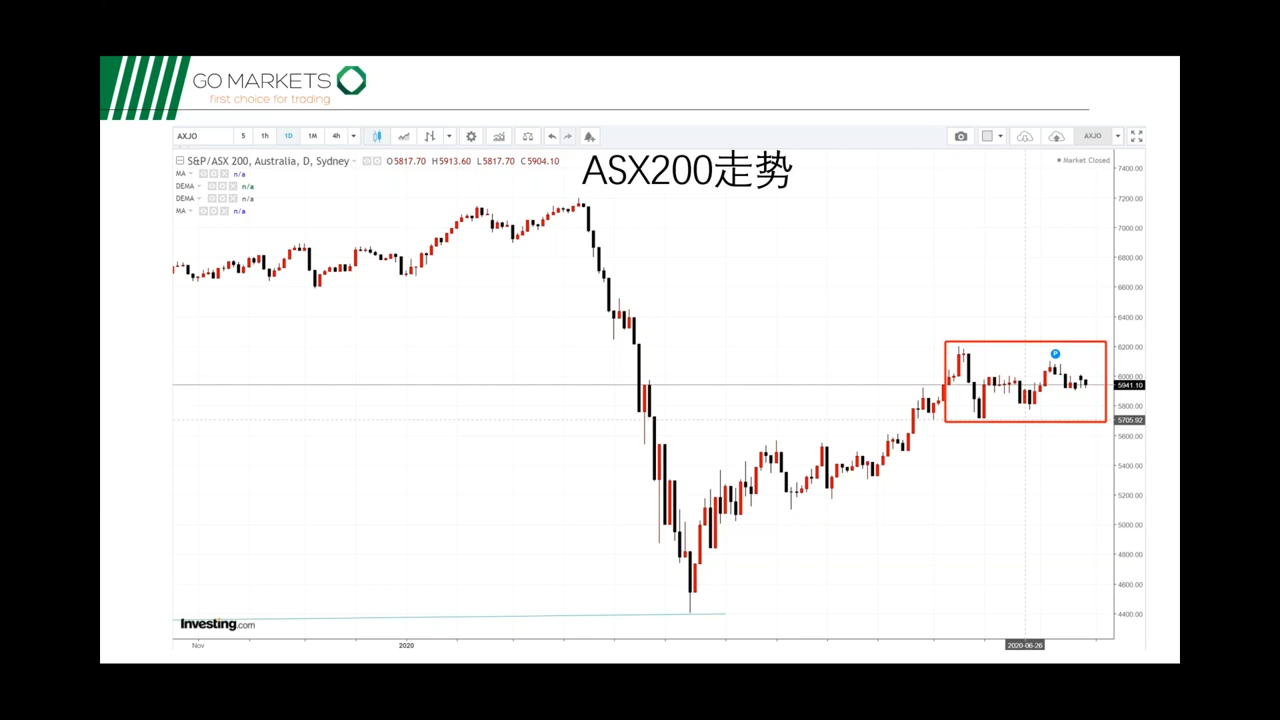 GO MARKETS
first choice for trading
AXJO 5 1h 1D 1M 4h AXJO
S&P/ASX 200, Australia, D, Sydney O5817.70 H5913.60 L5817.70 C5904.10
ASX200走势
Market Closed
MA n/a
DEMA n/a
DEMA n/a
MA n/a
7400.00
7200.00
7000.00
6800.00
6600.00
6400.00
6200.00
P
6000.00
5941.10
5800.00
5705.92
5600.00
5400.00
5200.00
5000.00
4800.00
4600.00
4400.00
Investing.com
Nov 2020 2020-06-26